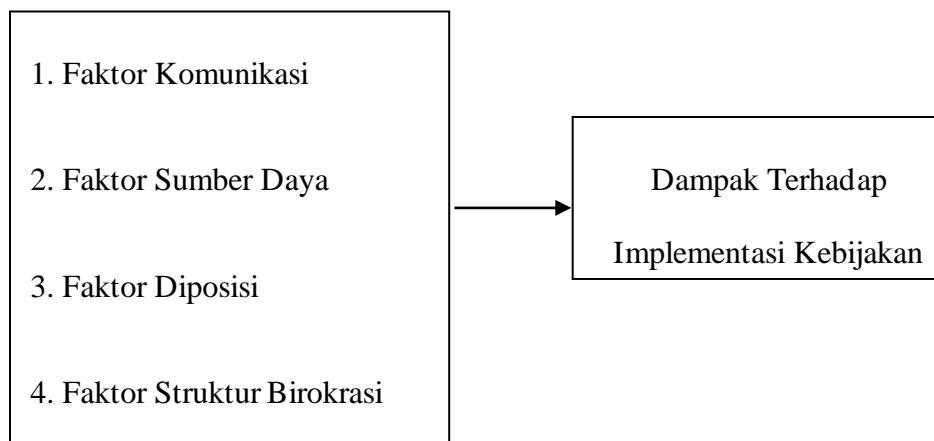 1. Faktor Komunikasi
2. Faktor Sumber Daya
3. Faktor Diposisi
4. Faktor Struktur Birokrasi
Dampak Terhadap
Implementasi Kebijakan